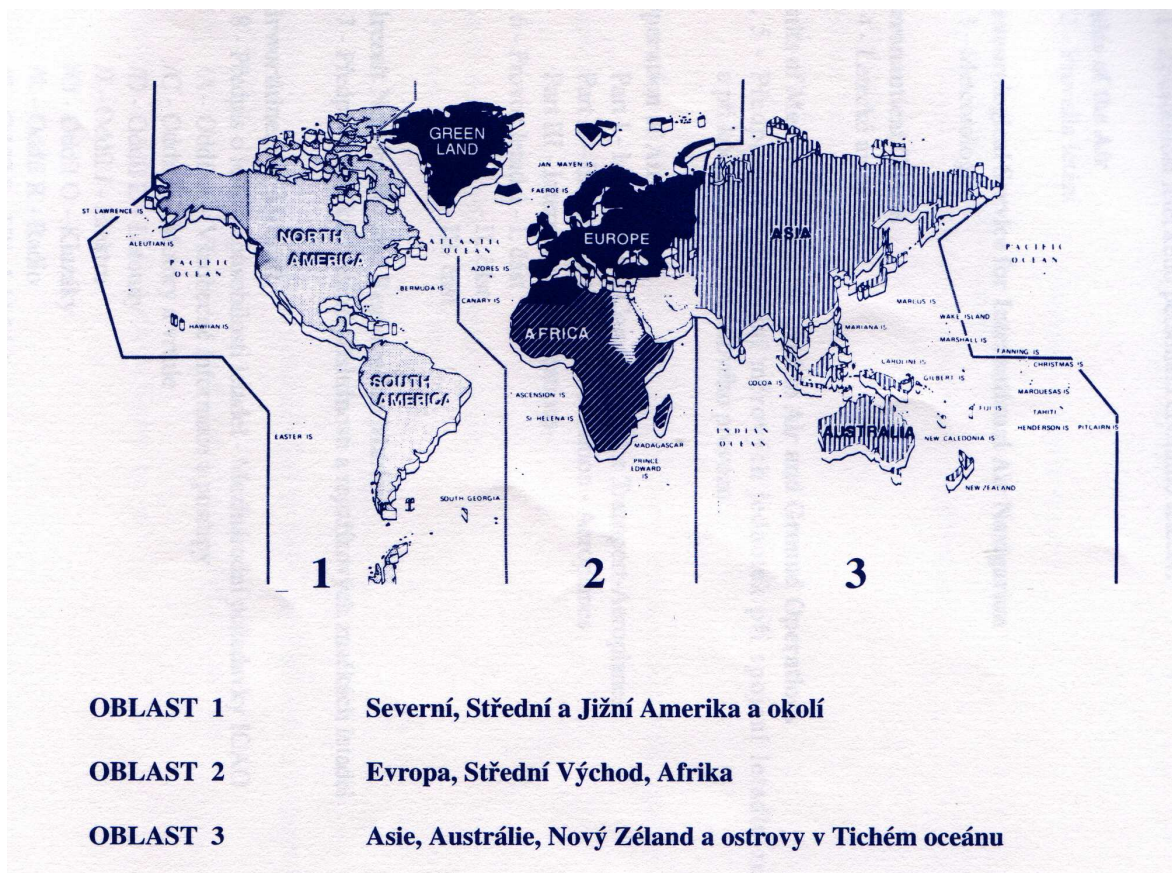 GREEN
LAND
JAN MAYEN IS
FAEROE IS
ST LAWRENCE IS
ALEUTIAN IS
PACIFIC
OCEAN
NORTH
AMERICA
ATLANTIC
OCEAN
AZORES IS
BERMUDA IS
CANARY IS
HAWIIAN IS
EUROPE
ASIA
PACIFIC
OCEAN
MARCUS IS
WAKE ISLAND
MARIANA IS
MARSHALL IS
FANNING IS
CHRISTMAS IS
AFRICA
SOUTH
AMERICA
CAROLINE IS
GILBERT IS
COCOA IS
MARQUESAS IS
ASCENSION IS
ST HELENA IS
FIJI IS
TAHITI
HENDERSON IS
PITCAIRN IS
EASTER IS
INDIAN
OCEAN
AUSTRALIA
NEW CALEDONIA IS
MADAGASCAR
PRINCE
EDWARD
IS
SOUTH GEORGIA
NEW ZEALAND
1
2
3
OBLAST 1 Severní, Střední a Jižní Amerika a okolí
OBLAST 2 Evropa, Střední Východ, Afrika
OBLAST 3 Asie, Austrálie, Nový Zéland a ostrovy v Tichém oceánu